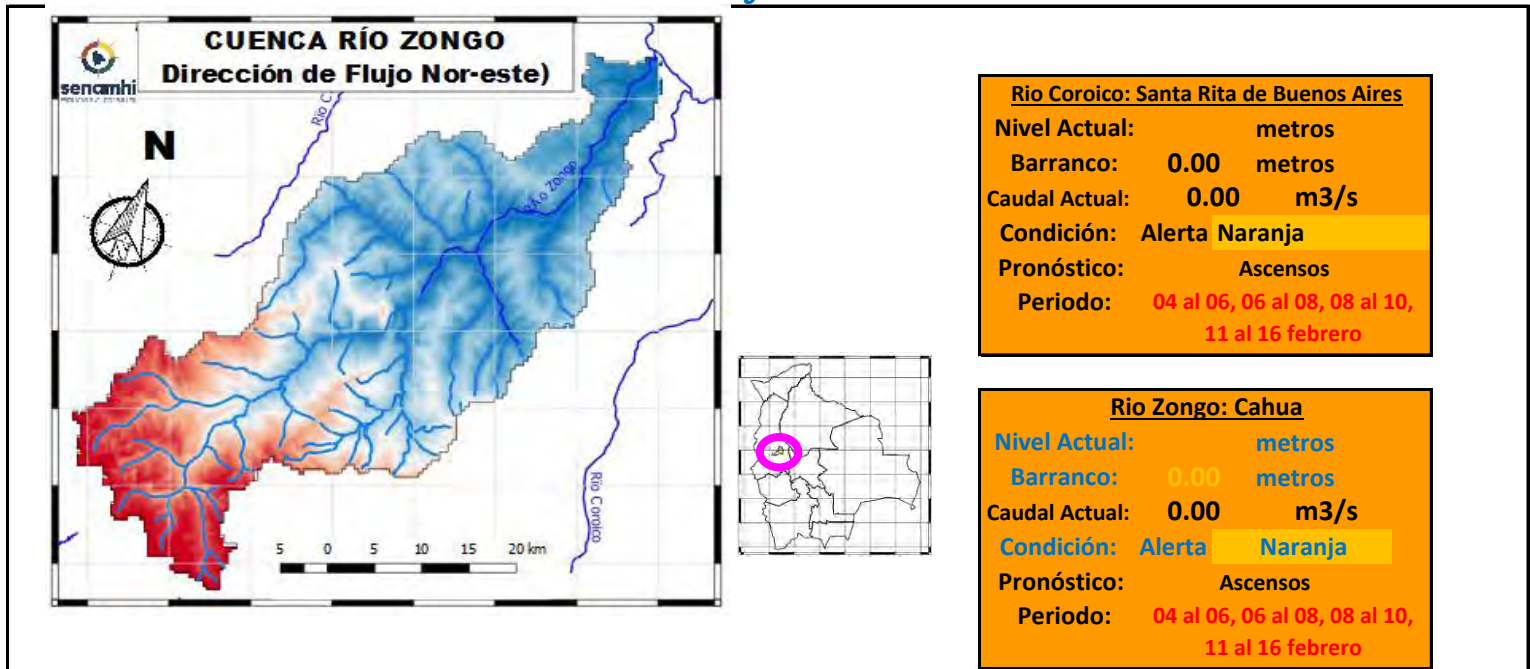 CUENCA RÍO ZONGO
Dirección de Flujo Nor-este)
senamhi
N
Río C
RÃ­o Zongo
Río Coroico
5 0 5 10 15 20 km
Rio Coroico: Santa Rita de Buenos Aires
Nivel Actual: metros
Barranco: 0.00 metros
Caudal Actual: 0.00 m3/s
Condición: Alerta Naranja
Pronóstico: Ascensos
Periodo: 04 al 06, 06 al 08, 08 al 10,
11 al 16 febrero
Rio Zongo: Cahua
Nivel Actual: metros
Barranco: 0.00 metros
Caudal Actual: 0.00 m3/s
Condición: Alerta Naranja
Pronóstico: Ascensos
Periodo: 04 al 06, 06 al 08, 08 al 10,
11 al 16 febrero